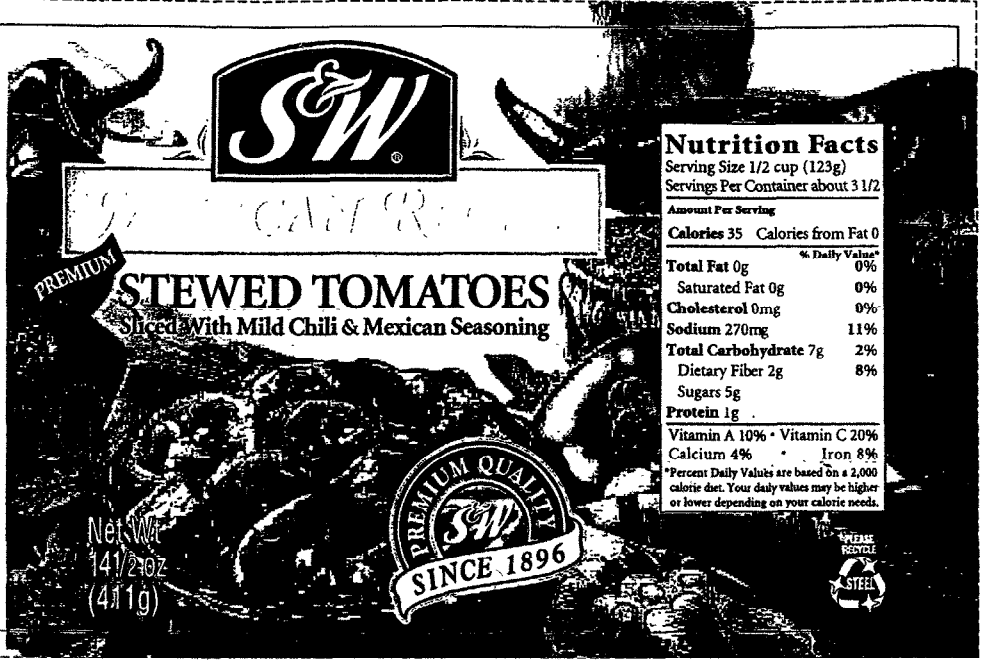 S&W®
PREMIUM
STEWED TOMATOES
Sliced With Mild Chili & Mexican Seasoning
Net Wt
14 1/2 oz
(411g)
PREMIUM QUALITY
S&W
SINCE 1896
Nutrition Facts
Serving Size 1/2 cup (123g)
Servings Per Container about 3 1/2
Amount Per Serving
Calories 35 Calories from Fat 0
% Daily Value*
Total Fat 0g 0%
Saturated Fat 0g 0%
Cholesterol 0mg 0%
Sodium 270mg 11%
Total Carbohydrate 7g 2%
Dietary Fiber 2g 8%
Sugars 5g
Protein 1g
Vitamin A 10% • Vitamin C 20%
Calcium 4% • Iron 8%
*Percent Daily Values are based on a 2,000
calorie diet. Your daily values may be higher
or lower depending on your calorie needs.
PLEASE
RECYCLE
STEEL